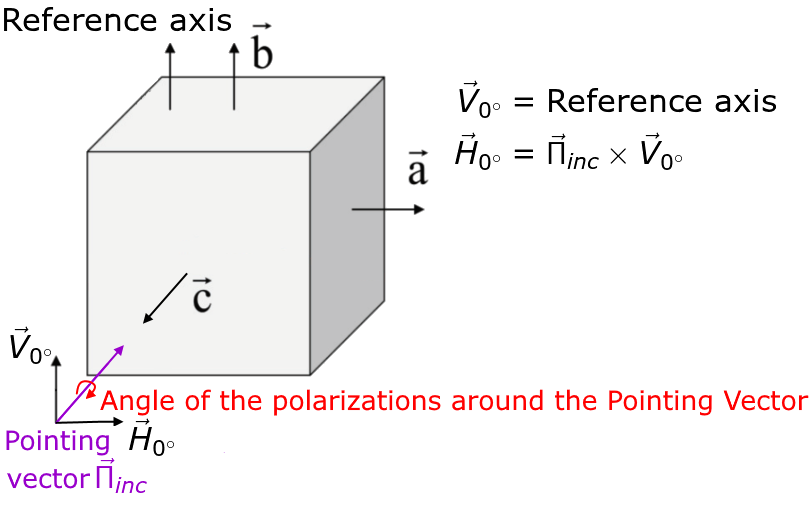 Reference axis
b⃗
V⃗₀° = Reference axis
H⃗₀° = Π⃗inc × V⃗₀°
a⃗
c⃗
V⃗₀°
Angle of the polarizations around the Pointing Vector
Pointing H⃗₀°
vector Π⃗inc